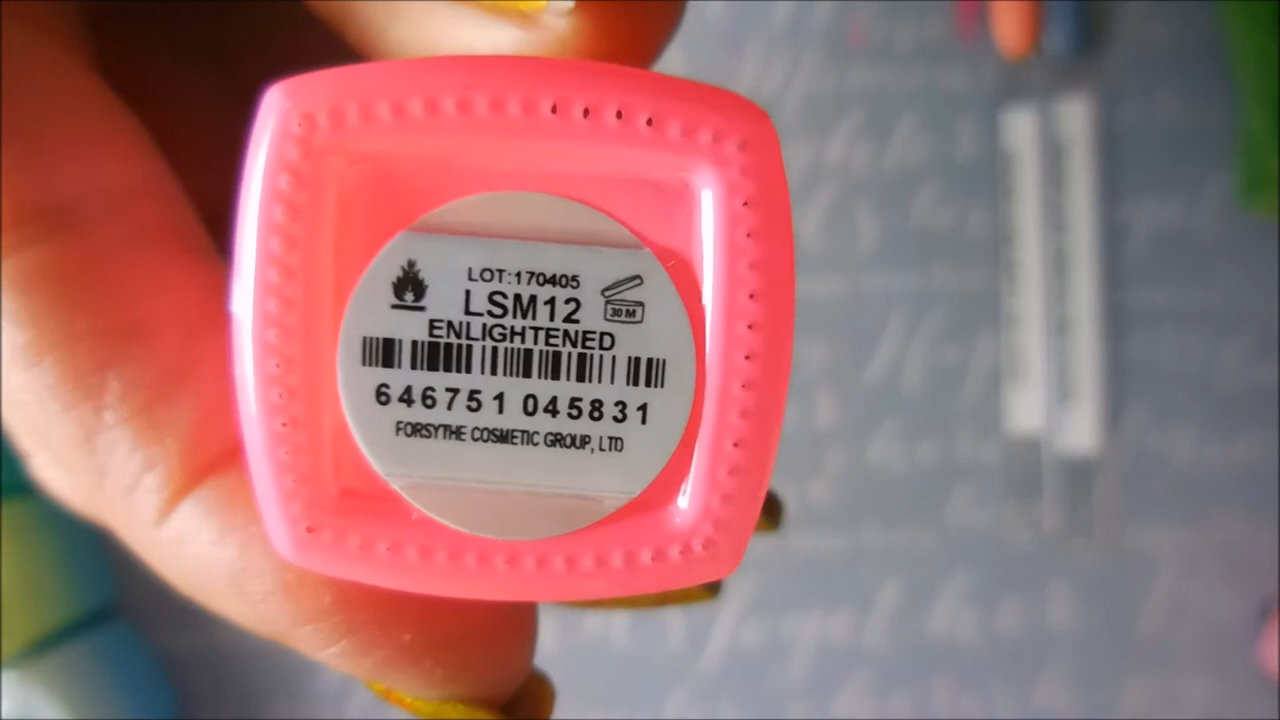 LOT:170405
LSM12
30 M
ENLIGHTENED
646751 045831
FORSYTHE COSMETIC GROUP, LTD